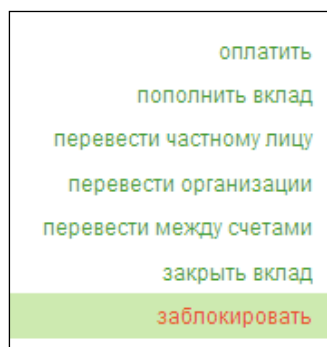 оплатить
пополнить вклад
перевести частному лицу
перевести организации
перевести между счетами
закрыть вклад
заблокировать